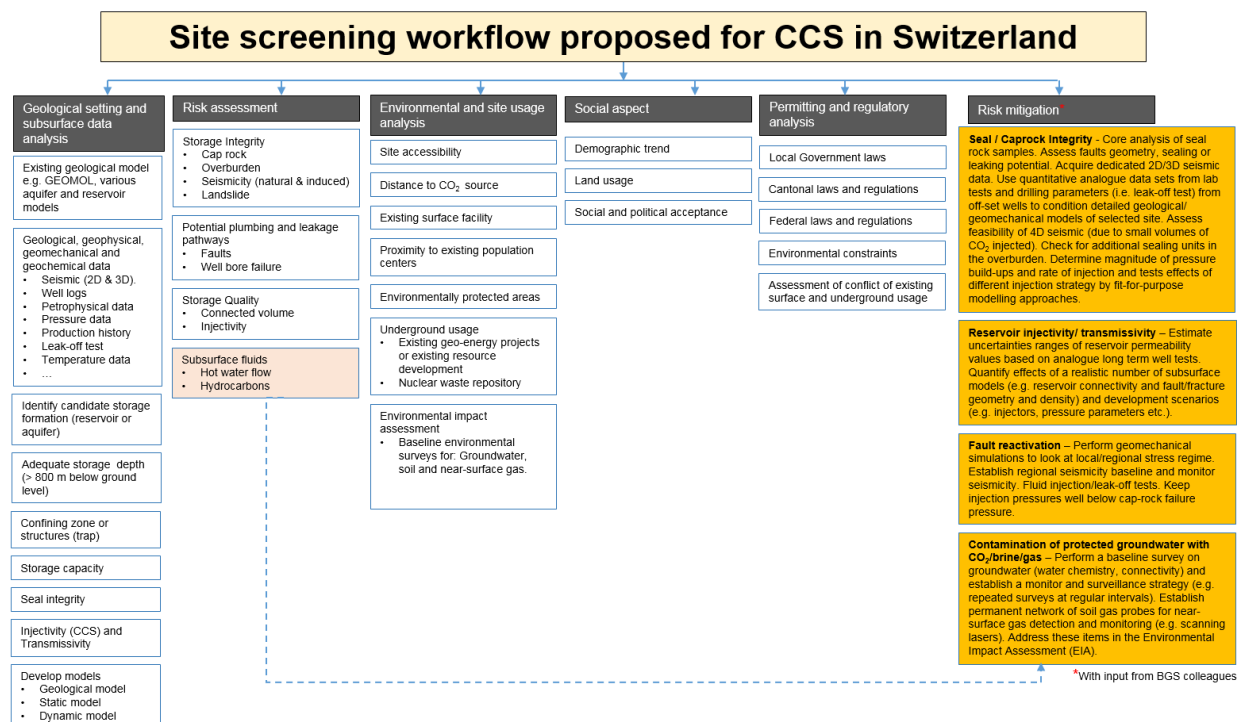 Site screening workflow proposed for CCS in Switzerland
Geological setting and
subsurface data
analysis
Existing geological model
e.g. GEOMOL, various
aquifer and reservoir
models
Geological, geophysical,
geomechanical and
geochemical data
• Seismic (2D & 3D).
• Well logs
• Petrophysical data
• Pressure data
• Production history
• Leak-off test
• Temperature data
• …
Identify candidate storage
formation (reservoir or
aquifer)
Adequate storage depth
(> 800 m below ground
level)
Confining zone or
structures (trap)
Storage capacity
Seal integrity
Injectivity (CCS) and
Transmissivity
Develop models
• Geological model
• Static model
• Dynamic model
Risk assessment
Storage Integrity
• Cap rock
• Overburden
• Seismicity (natural & induced)
• Landslide
Potential plumbing and leakage
pathways
• Faults
• Well bore failure
Storage Quality
• Connected volume
• Injectivity
Subsurface fluids
• Hot water flow
• Hydrocarbons
Environmental and site usage
analysis
Site accessibility
Distance to CO₂ source
Existing surface facility
Proximity to existing population
centers
Environmentally protected areas
Underground usage
• Existing geo-energy projects
or existing resource
development
• Nuclear waste repository
Environmental impact
assessment
• Baseline environmental
surveys for: Groundwater,
soil and near-surface gas.
Social aspect
Demographic trend
Land usage
Social and political acceptance
Permitting and regulatory
analysis
Local Government laws
Cantonal laws and regulations
Federal laws and regulations
Environmental constraints
Assessment of conflict of existing
surface and underground usage
Risk mitigation*
Seal / Caprock Integrity - Core analysis of seal
rock samples. Assess faults geometry, sealing or
leaking potential. Acquire dedicated 2D/3D seismic
data. Use quantitative analogue data sets from lab
tests and drilling parameters (i.e. leak-off test) from
off-set wells to condition detailed geological/
geomechanical models of selected site. Assess
feasibility of 4D seismic (due to small volumes of
CO₂ injected). Check for additional sealing units in
the overburden. Determine magnitude of pressure
build-ups and rate of injection and tests effects of
different injection strategy by fit-for-purpose
modelling approaches.
Reservoir injectivity/ transmissivity – Estimate
uncertainties ranges of reservoir permeability
values based on analogue long term well tests.
Quantify effects of a realistic number of subsurface
models (e.g. reservoir connectivity and fault/fracture
geometry and density) and development scenarios
(e.g. injectors, pressure parameters etc.).
Fault reactivation – Perform geomechanical
simulations to look at local/regional stress regime.
Establish regional seismicity baseline and monitor
seismicity. Fluid injection/leak-off tests. Keep
injection pressures well below cap-rock failure
pressure.
Contamination of protected groundwater with
CO₂/brine/gas – Perform a baseline survey on
groundwater (water chemistry, connectivity) and
establish a monitor and surveillance strategy (e.g.
repeated surveys at regular intervals). Establish
permanent network of soil gas probes for near-
surface gas detection and monitoring (e.g. scanning
lasers). Address these items in the Environmental
Impact Assessment (EIA).
*With input from BGS colleagues